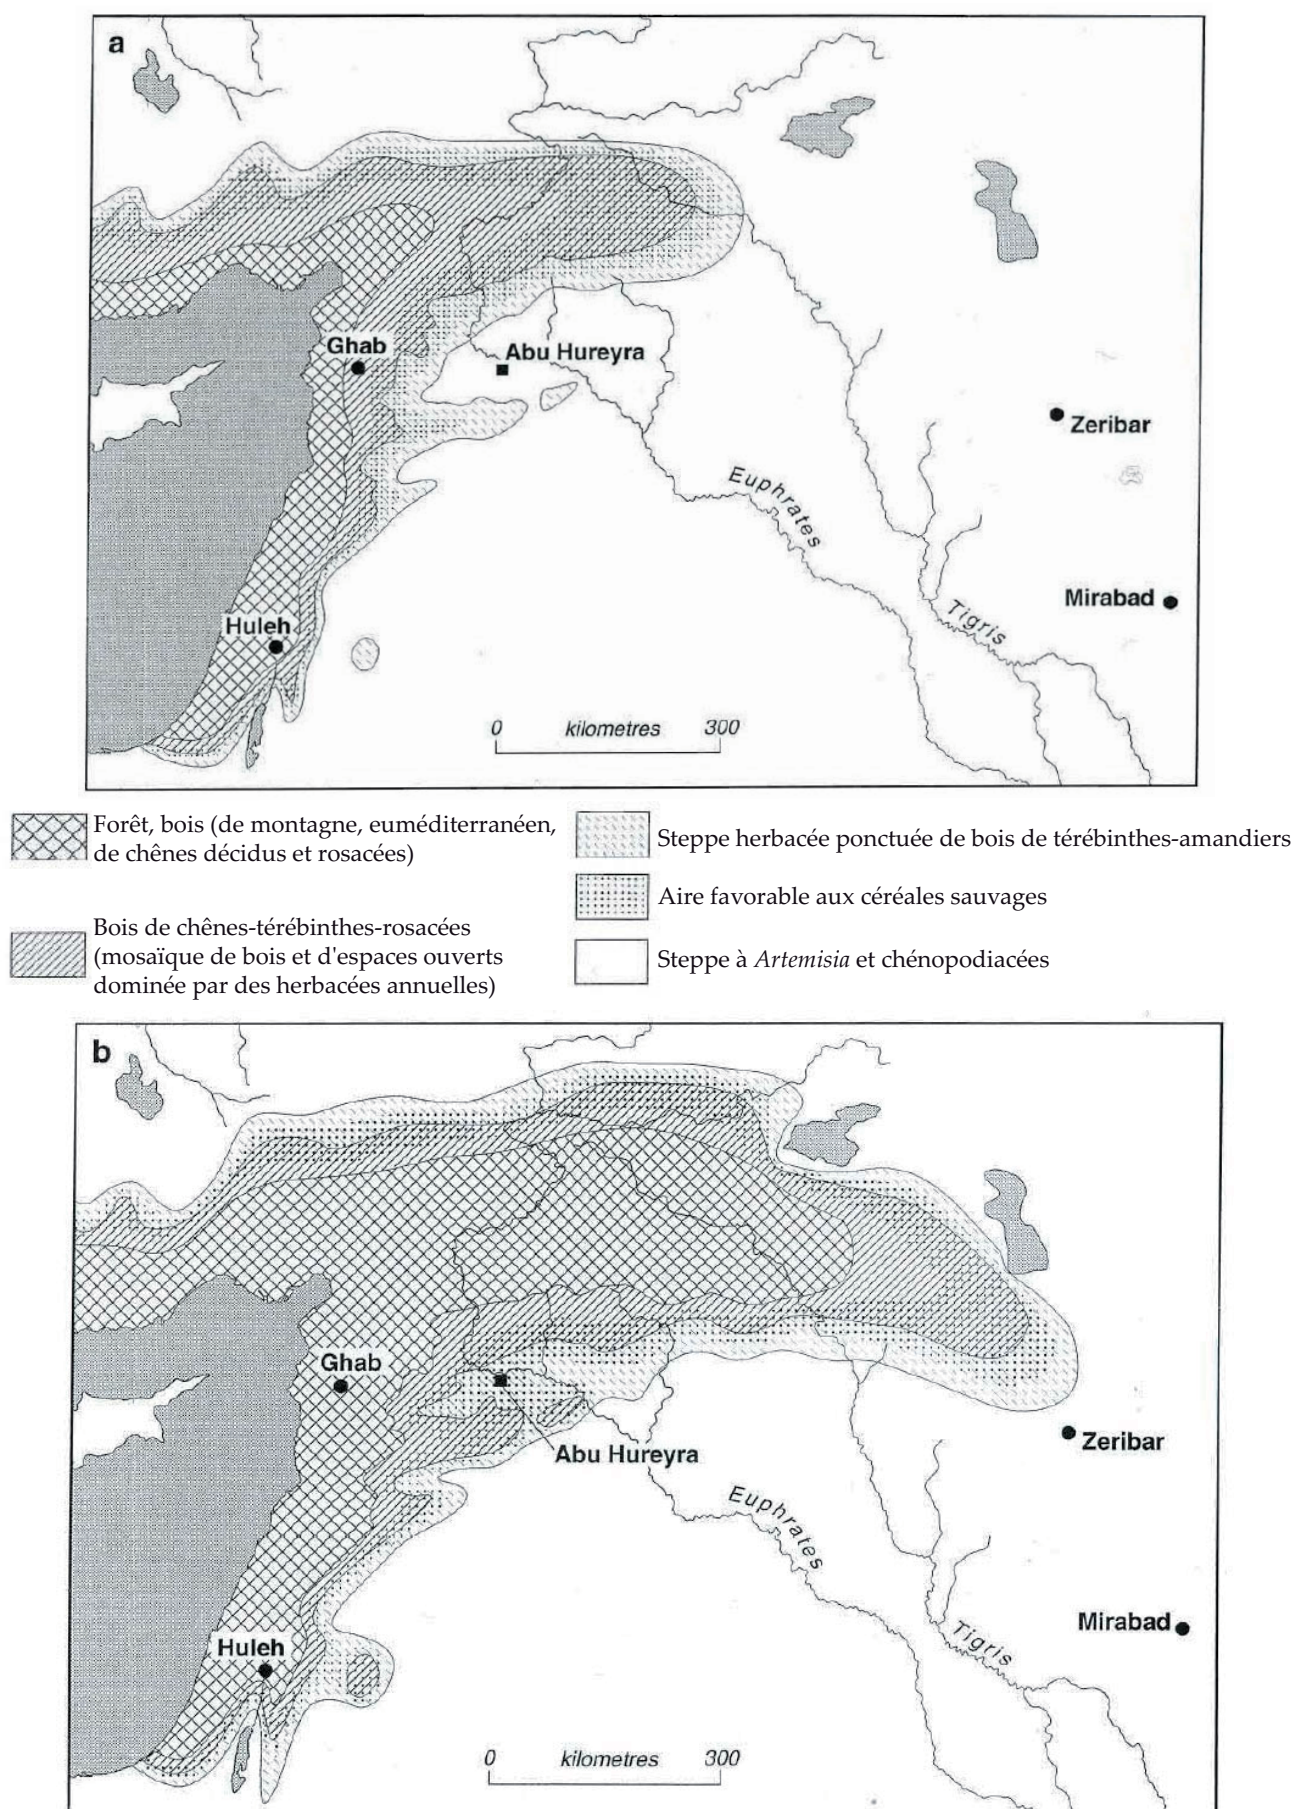 a
Ghab
Abu Hureyra
Zeribar
Euphrates
Mirabad
Huleh
Tigris
0 kilometres 300
Forêt, bois (de montagne, euméditerranéen,
de chênes décidus et rosacées)
Bois de chênes-térébinthes-rosacées
(mosaïque de bois et d'espaces ouverts
dominée par des herbacées annuelles)
Steppe herbacée ponctuée de bois de térébinthes-amandiers
Aire favorable aux céréales sauvages
Steppe à Artemisia et chénopodiacées
b
Ghab
Abu Hureyra
Zeribar
Euphrates
Mirabad
Huleh
Tigris
0 kilometres 300